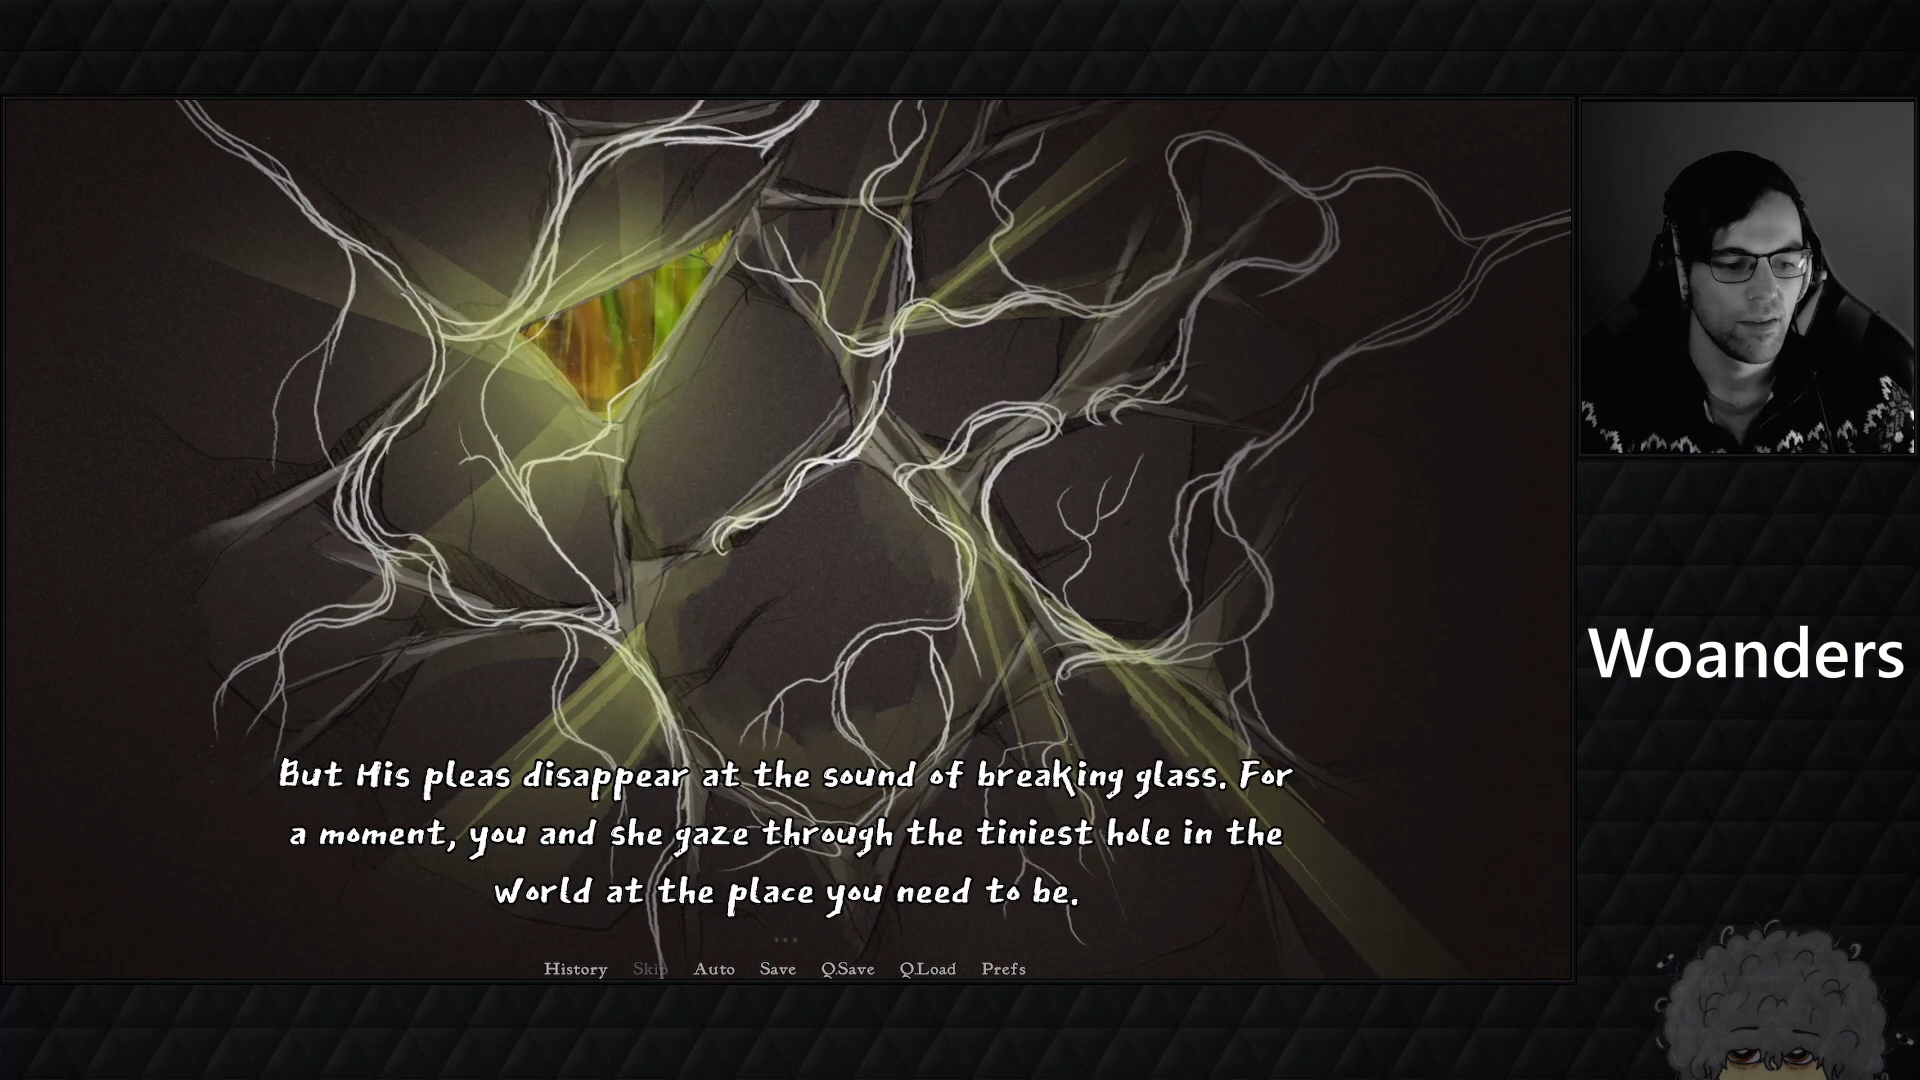 But His pleas disappear at the sound of breaking glass. For
a moment, you and she gaze through the tiniest hole in the
world at the place you need to be.
History Skip Auto Save Q.Save Q.Load Prefs
Woanders